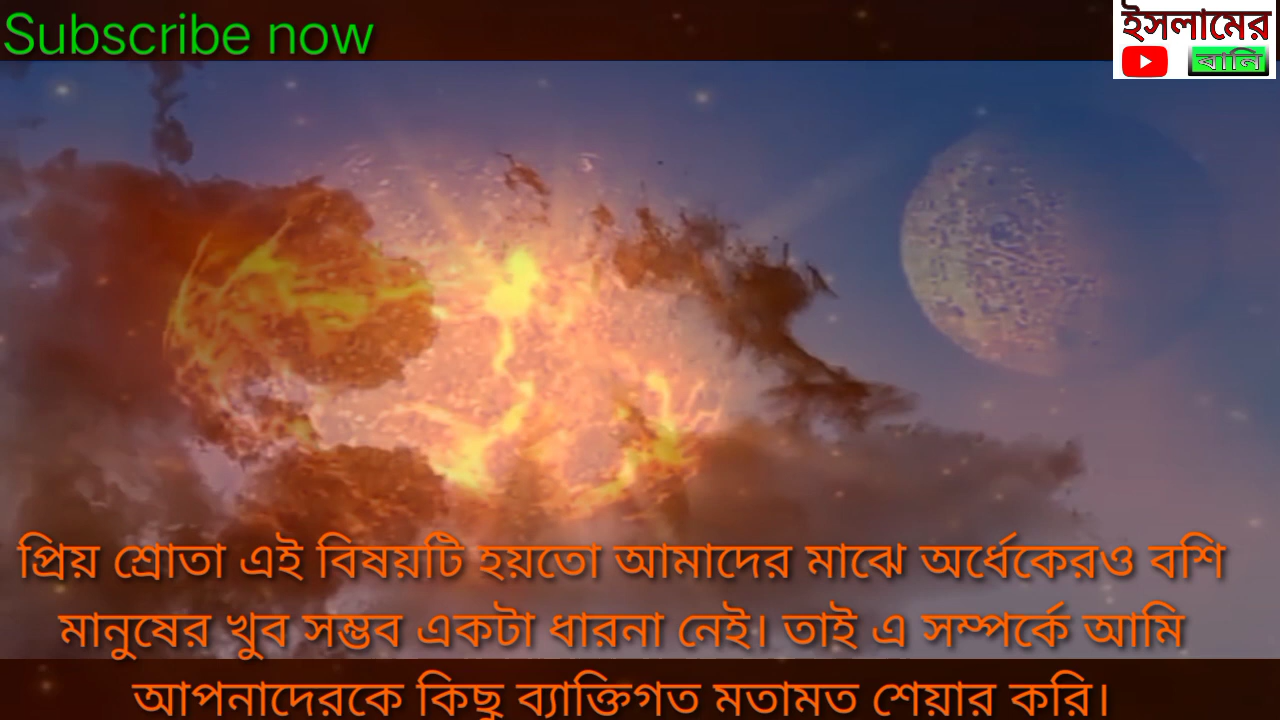 Subscribe now
ইসলামের
বানি
প্রিয় শ্রোতা এই বিষয়টি হয়তো আমাদের মাঝে অর্ধেকেরও বশি
মানুষের খুব সম্ভব একটা ধারনা নেই। তাই এ সম্পর্কে আমি
আপনাদেরকে কিছু ব্যাক্তিগত মতামত শেয়ার করি।